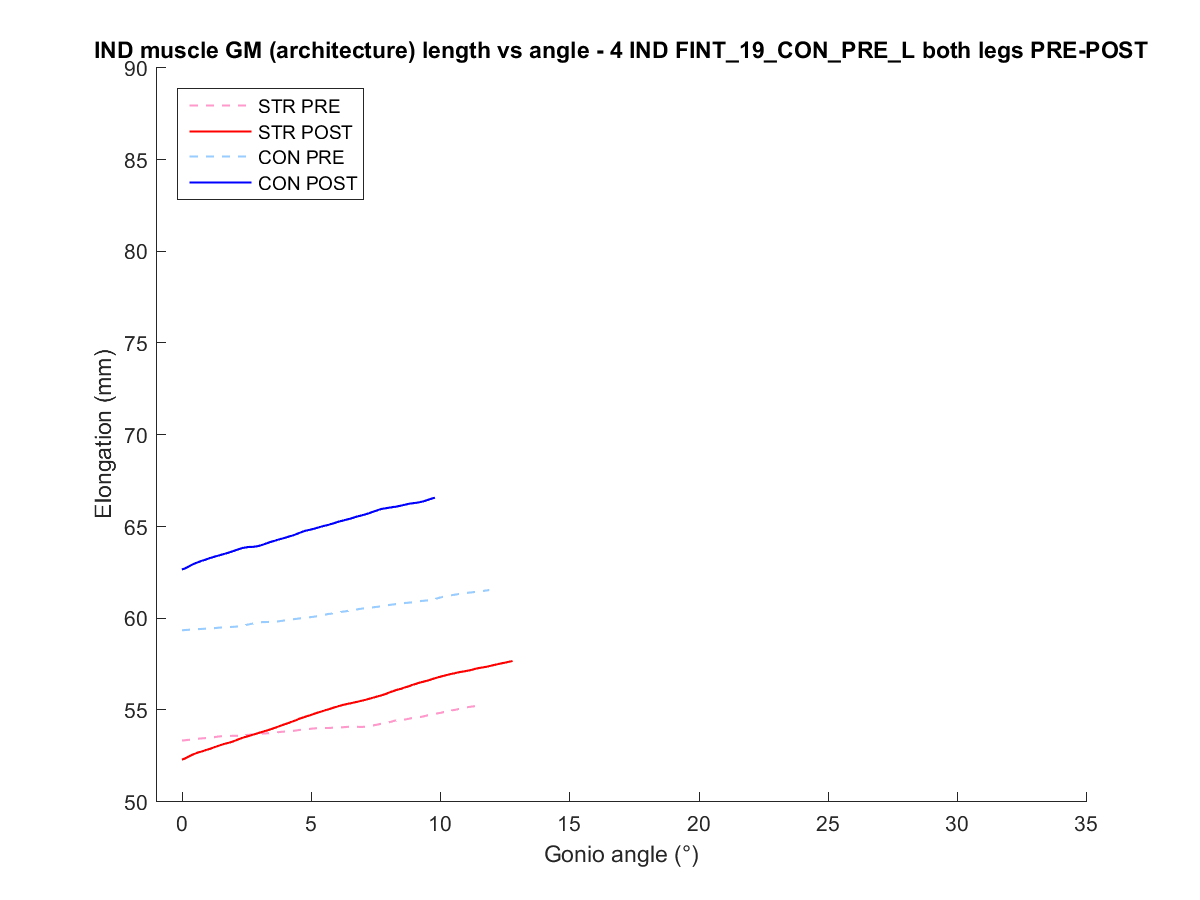 IND muscle GM (architecture) length vs angle - 4 IND FINT_19_CON_PRE_L both legs PRE-POST
90
85
80
75
70
65
60
55
50
Elongation (mm)
STR PRE
STR POST
CON PRE
CON POST
0 5 10 15 20 25 30 35
Gonio angle (°)